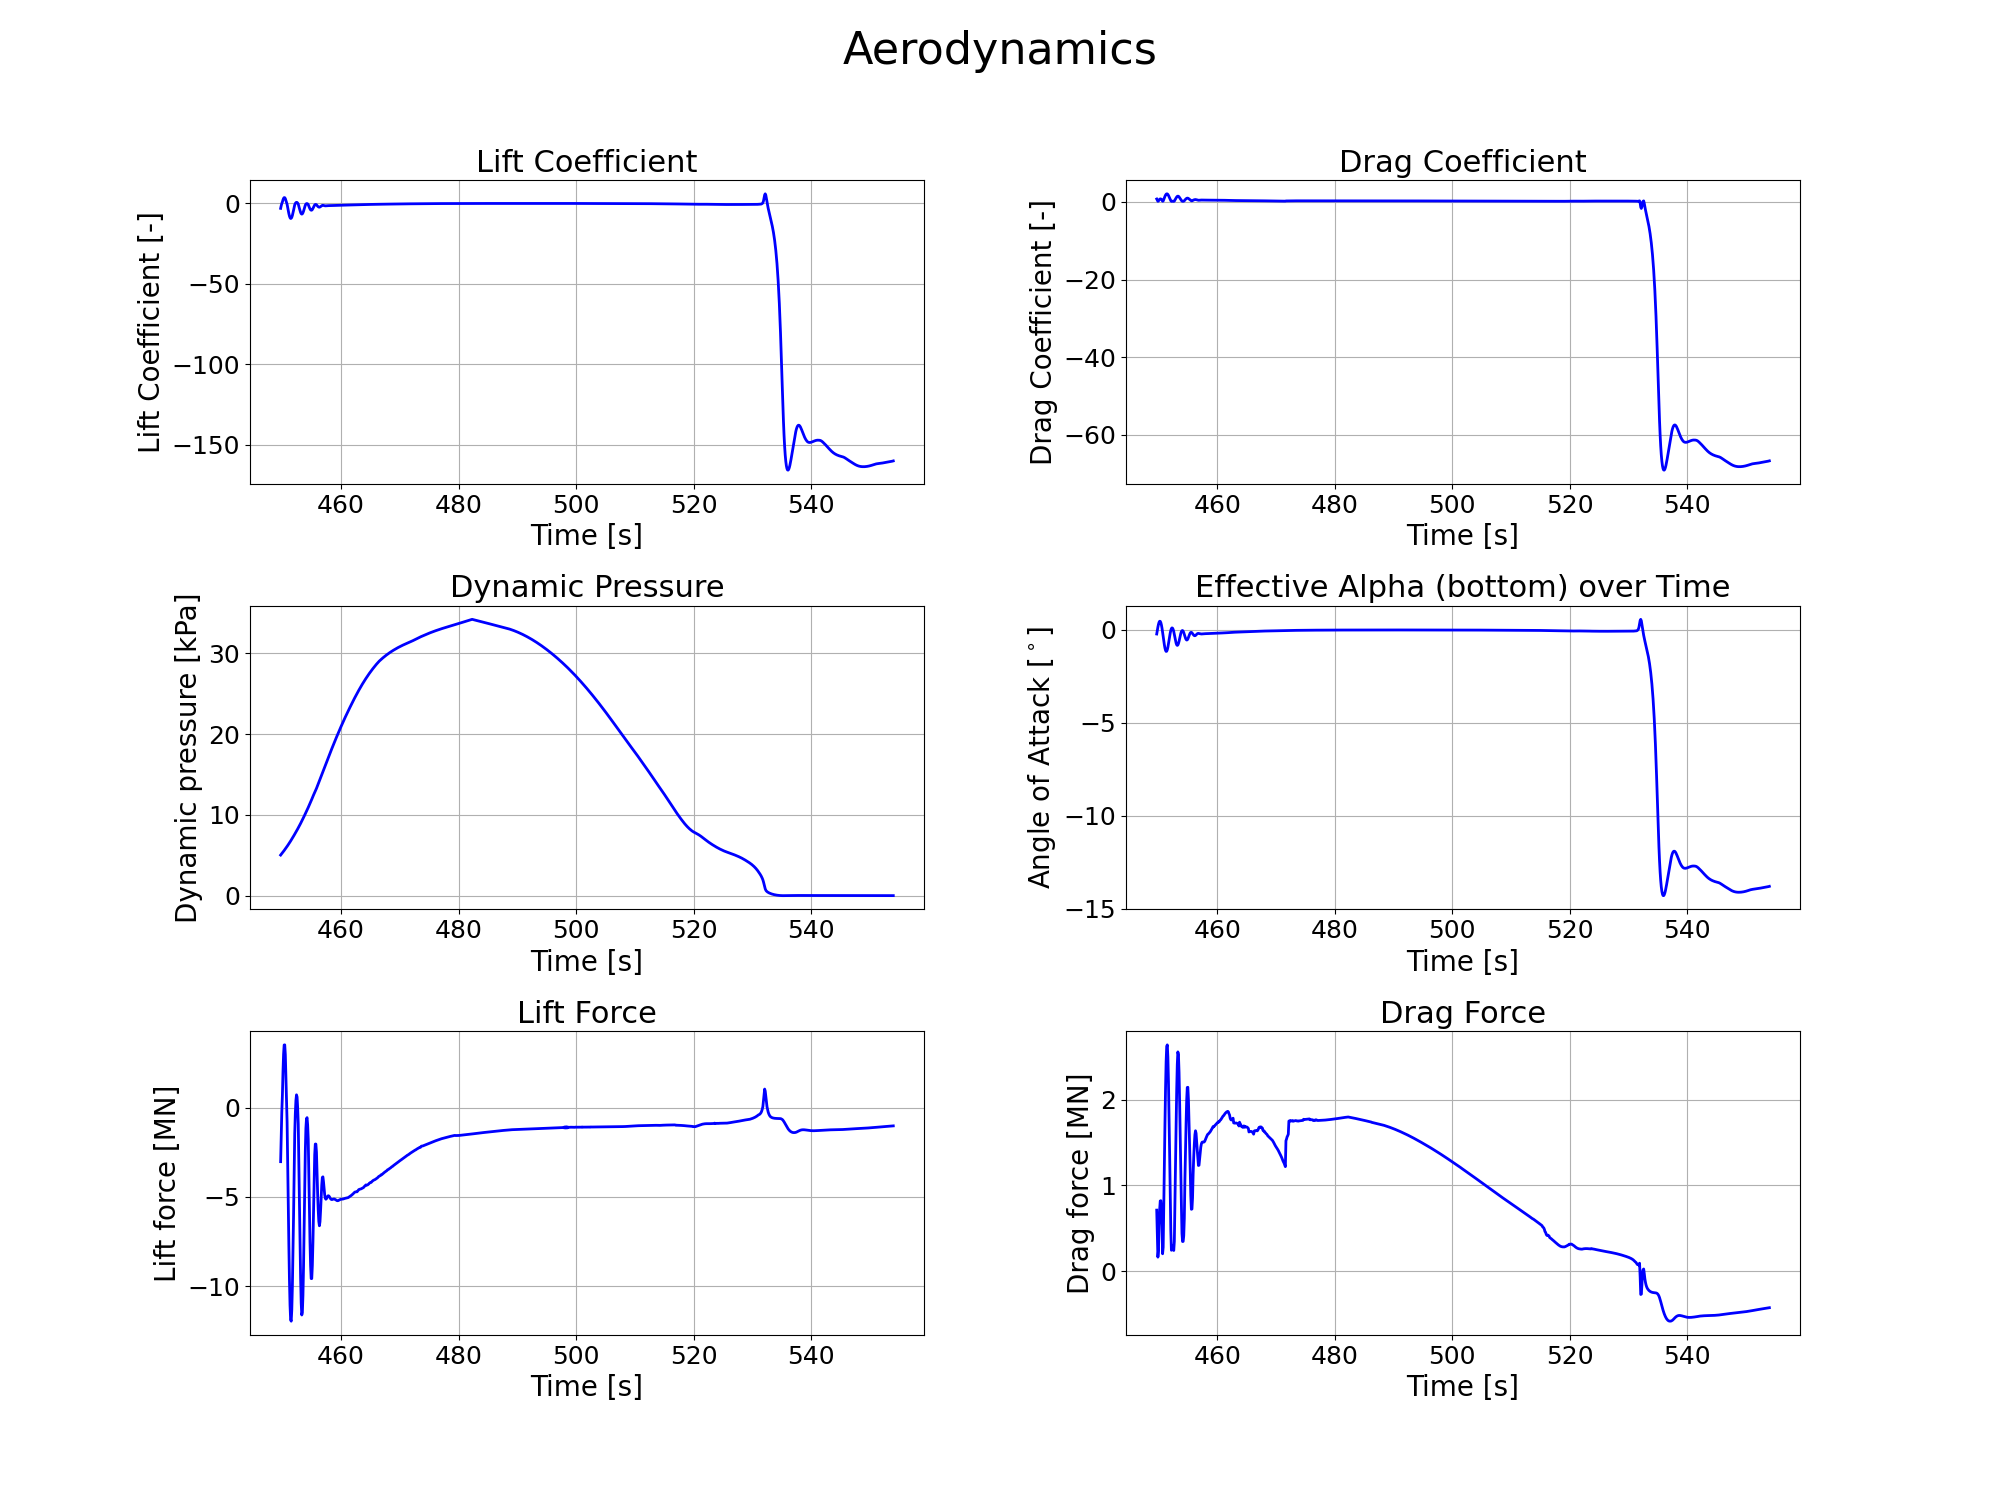 Aerodynamics
Lift Coefficient
Lift Coefficient [-]
0
−50
−100
−150
460 480 500 520 540
Time [s]
Drag Coefficient
Drag Coefficient [-]
0
−20
−40
−60
460 480 500 520 540
Time [s]
Dynamic Pressure
Dynamic pressure [kPa]
30
20
10
0
460 480 500 520 540
Time [s]
Effective Alpha (bottom) over Time
Angle of Attack [°]
0
−5
−10
−15
460 480 500 520 540
Time [s]
Lift Force
Lift force [MN]
0
−5
−10
460 480 500 520 540
Time [s]
Drag Force
Drag force [MN]
2
1
0
460 480 500 520 540
Time [s]